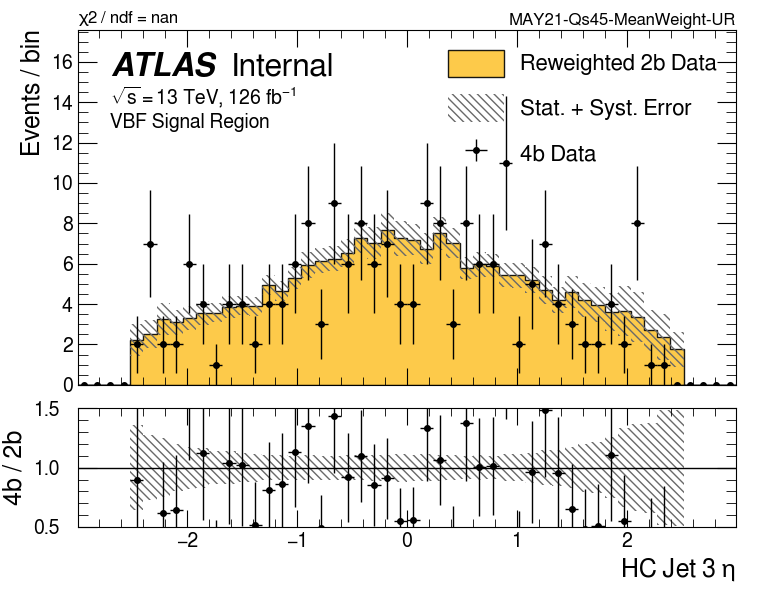 χ2 / ndf = nan
MAY21-Qs45-MeanWeight-UR
Events / bin
ATLAS Internal
√s = 13 TeV, 126 fb⁻¹
VBF Signal Region
Reweighted 2b Data
Stat. + Syst. Error
4b Data
16
14
12
10
8
6
4
2
0
4b / 2b
1.5
1.0
0.5
−2 −1 0 1 2
HC Jet 3 η